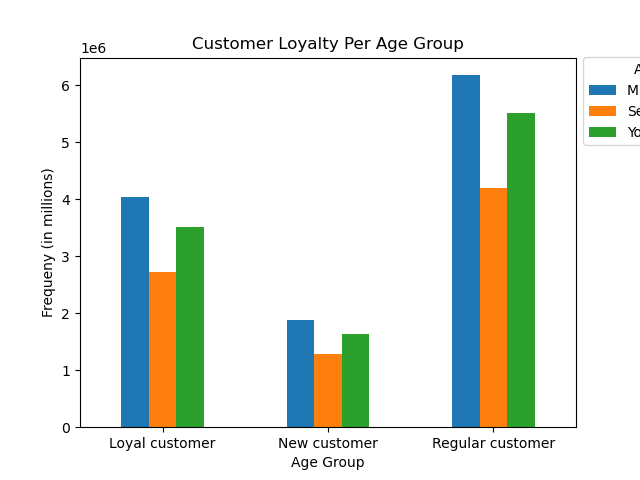 Customer Loyalty Per Age Group
1e6
6
5
4
3
2
1
0
Frequeny (in millions)
Loyal customer New customer Regular customer
Age Group